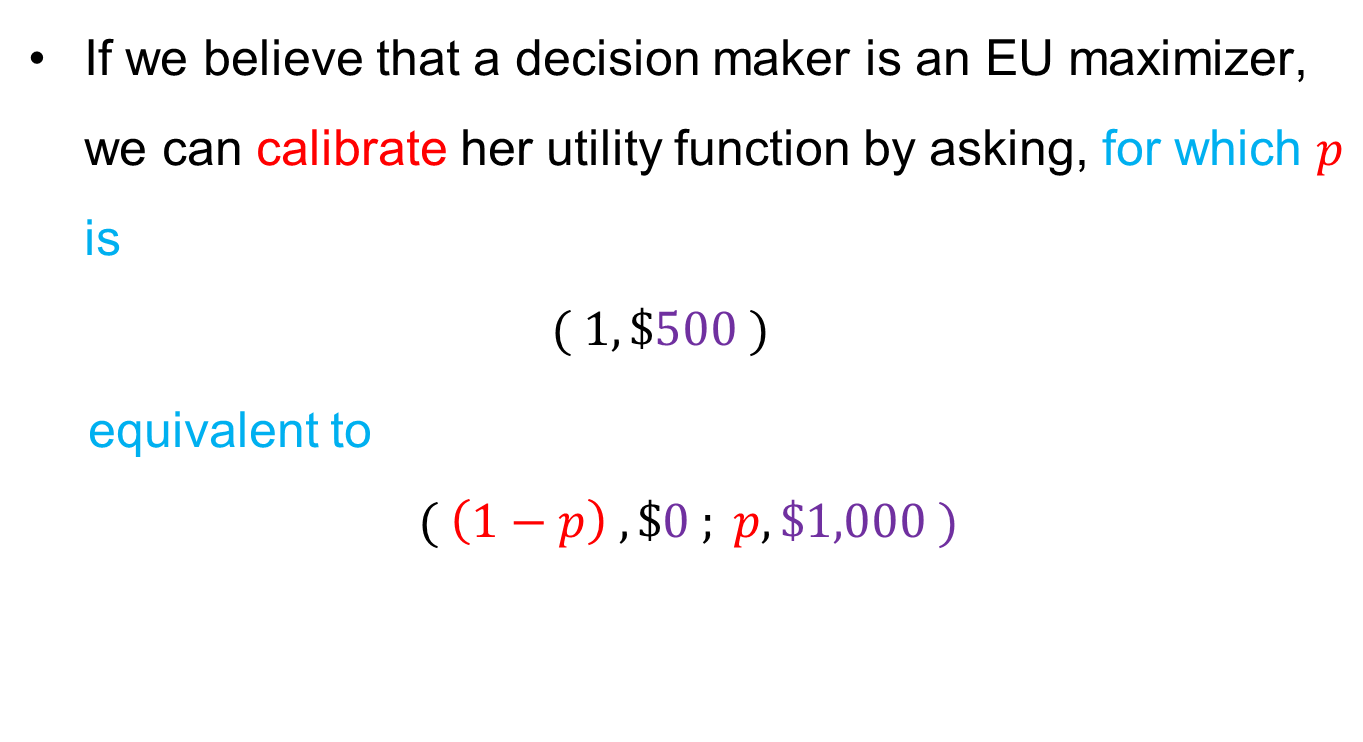 • If we believe that a decision maker is an EU maximizer,
we can calibrate her utility function by asking, for which p
is
( 1, $500 )
equivalent to
( (1 − p) , $0 ; p, $1,000 )